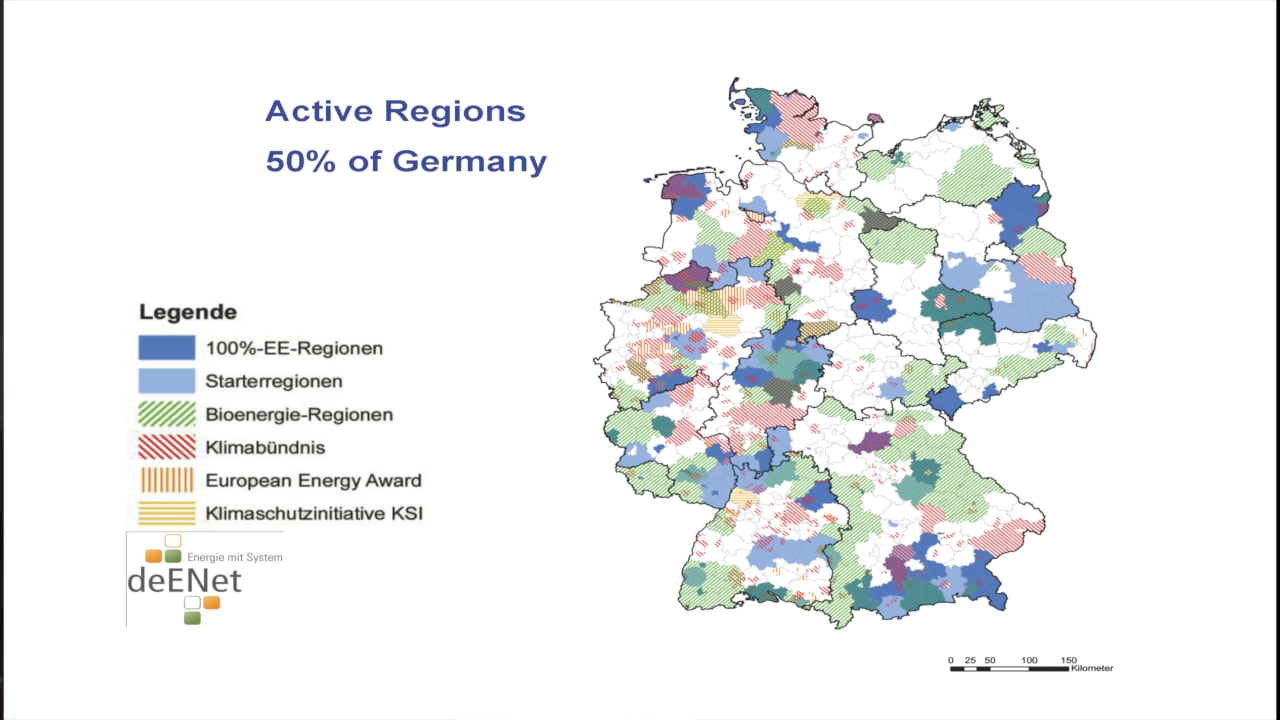 Active Regions
50% of Germany
Legende
100%-EE-Regionen
Starterregionen
Bioenergie-Regionen
Klimabündnis
European Energy Award
Klimaschutzinitiative KSI
Energie mit System
deENet
0 25 50 100 150
Kilometer